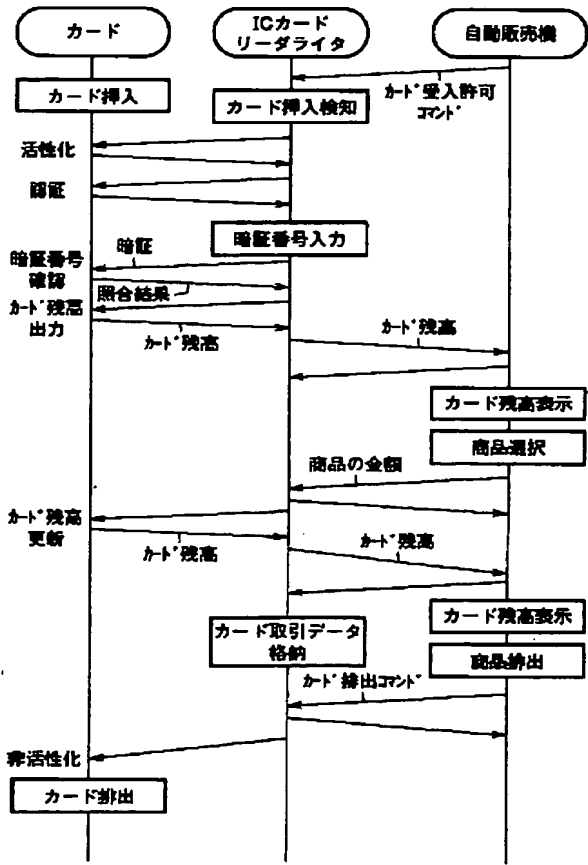 カード
ICカード
リーダライタ
自動販売機
カード挿入
カード挿入検知
カード受入許可
コマンド
活性化
認証
暗証番号入力
暗証
暗証番号
確認
照合結果
カード残高
出力
カード残高
カード残高
カード残高表示
商品選択
商品の金額
カード残高
更新
カード残高
カード残高
カード残高表示
カード取引データ
格納
商品排出
カード排出コマンド
非活性化
カード排出